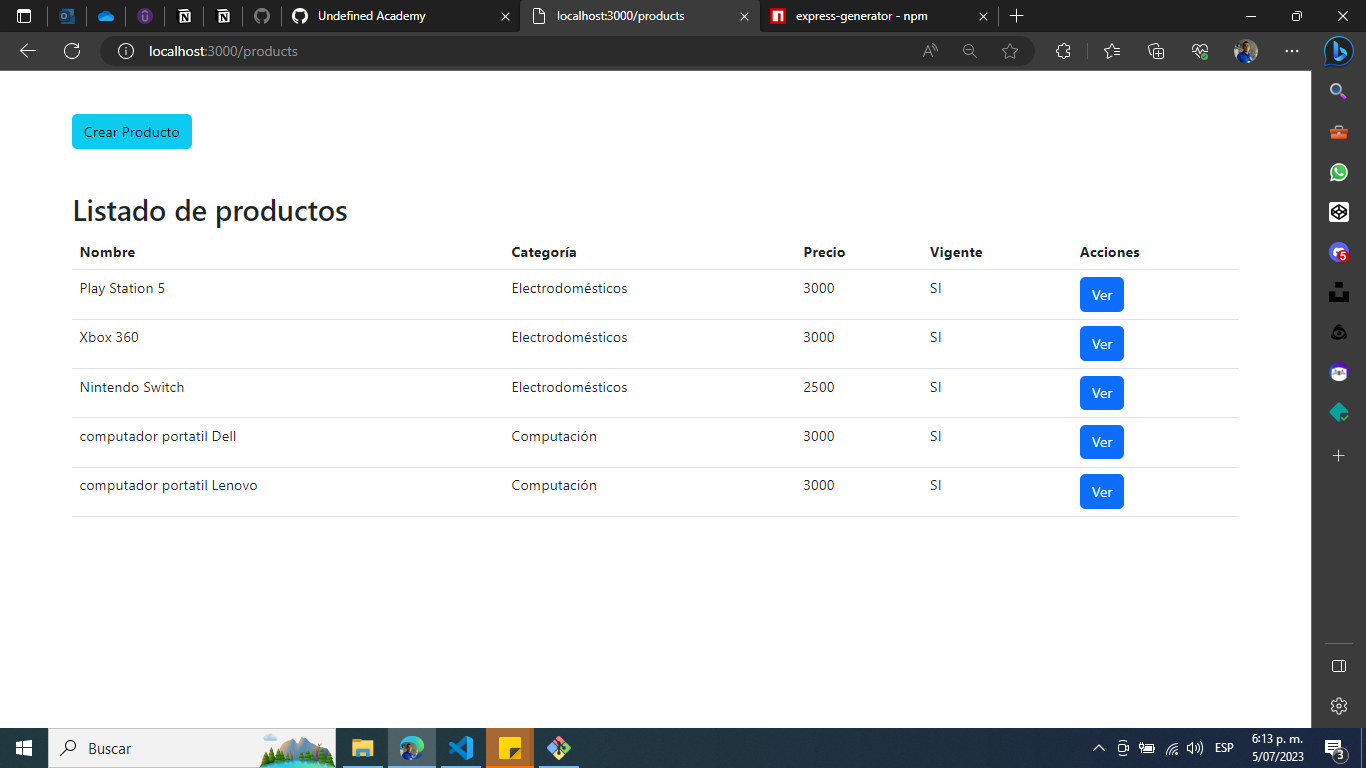 Undefined Academy
localhost:3000/products
express-generator - npm
localhost:3000/products
Crear Producto
Listado de productos
Nombre Categoría Precio Vigente Acciones
Play Station 5 Electrodomésticos 3000 SI Ver
Xbox 360 Electrodomésticos 3000 SI Ver
Nintendo Switch Electrodomésticos 2500 SI Ver
computador portatil Dell Computación 3000 SI Ver
computador portatil Lenovo Computación 3000 SI Ver
5
Buscar
ESP
6:13 p. m.
5/07/2023
3